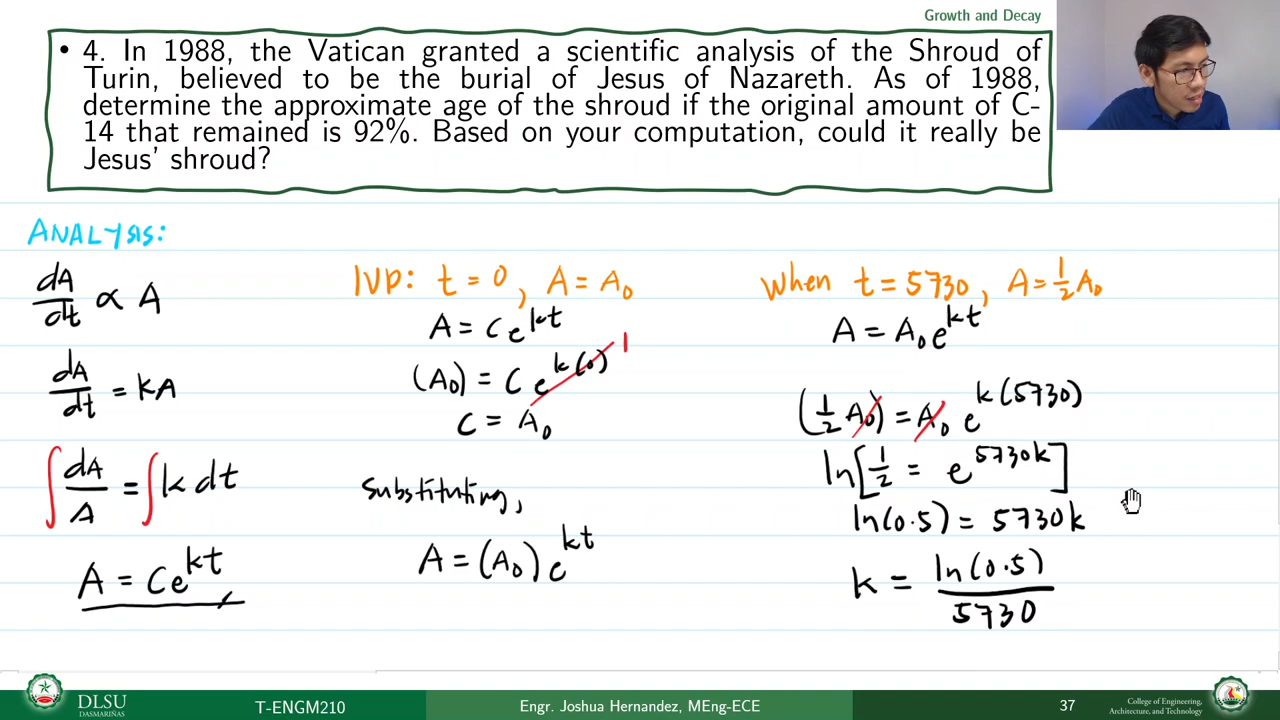 Growth and Decay
• 4. In 1988, the Vatican granted a scientific analysis of the Shroud of
Turin, believed to be the burial of Jesus of Nazareth. As of 1988,
determine the approximate age of the shroud if the original amount of C-
14 that remained is 92%. Based on your computation, could it really be
Jesus' shroud?
ANALYSIS:
dA/dt ∝ A
dA/dt = kA
∫ dA/A = ∫ k dt
A = Ce^{kt}
IVP: t = 0, A = A₀
A = Ce^{kt}
(A₀) = C e^{k(0)} 1
C = A₀
Substituting,
A = (A₀) e^{kt}
When t = 5730, A = ½A₀
A = A₀e^{kt}
(½ A₀) = A₀ e^{k(5730)}
ln[½ = e^{5730k}]
ln(0.5) = 5730k
k = ln(0.5)/5730
DLSU
DASMARIÑAS
T-ENGM210
Engr. Joshua Hernandez, MEng-ECE
37
College of Engineering,
Architecture, and Technology